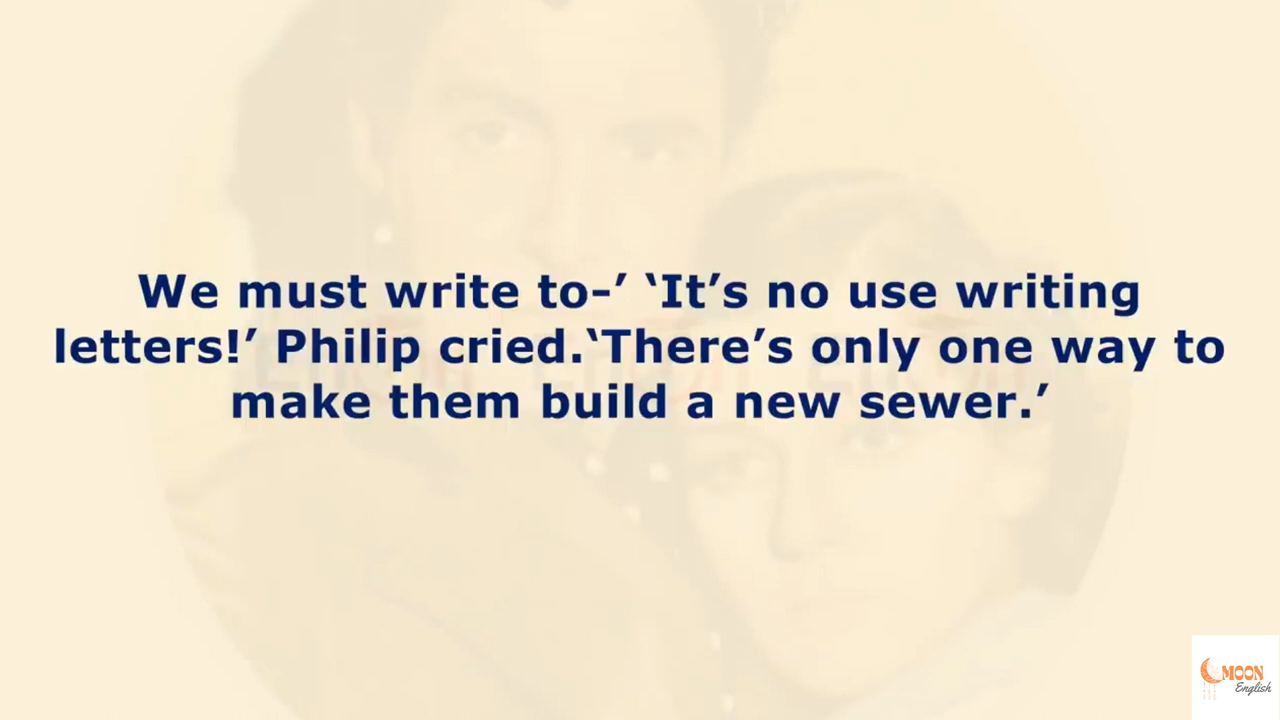 We must write to-’ ‘It’s no use writing
letters!’ Philip cried.‘There’s only one way to
make them build a new sewer.’
MOON
English